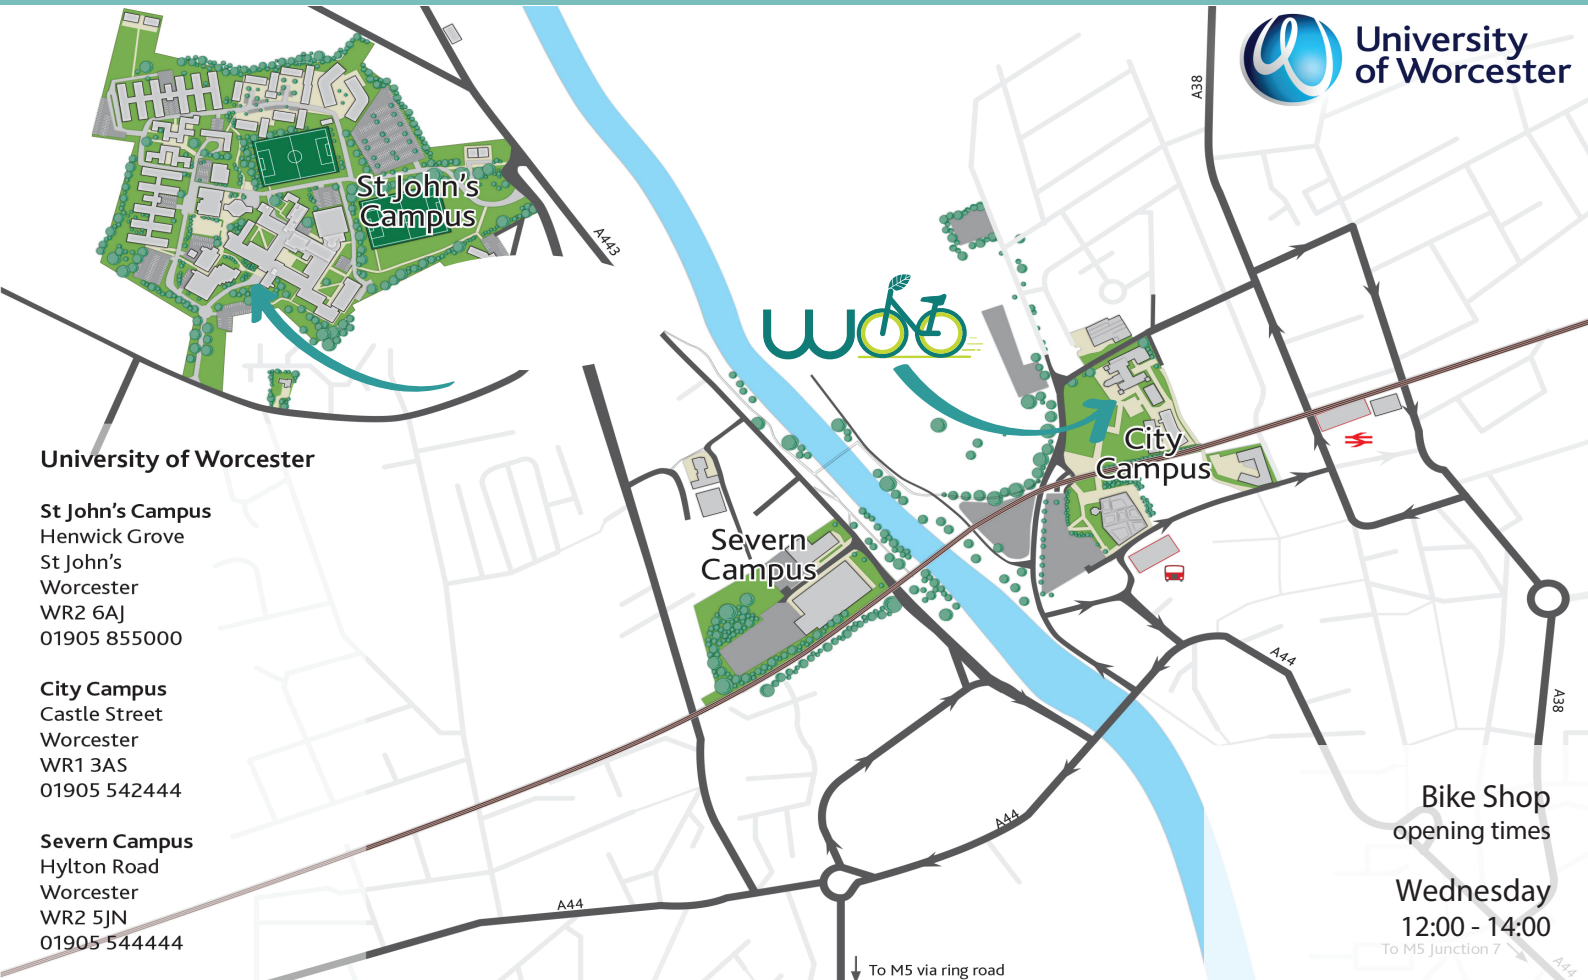 University
of Worcester
A38
St John's
Campus
A443
woo
City
Campus
University of Worcester
St John's Campus
Henwick Grove
St John's
Worcester
WR2 6AJ
01905 855000
City Campus
Castle Street
Worcester
WR1 3AS
01905 542444
Severn Campus
Hylton Road
Worcester
WR2 5JN
01905 544444
Severn
Campus
A44
A38
A44
A44
Bike Shop
opening times
Wednesday
12:00 - 14:00
To M5 Junction 7
A44
To M5 via ring road